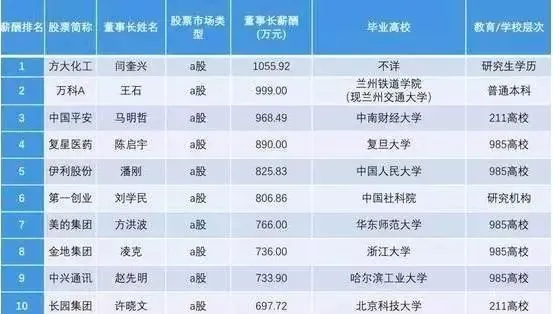 薪酬排名 股票简称 董事长姓名 股票市场类型 董事长薪酬(万元) 毕业高校 教育/学校层次
1 方大化工 闫奎兴 a股 1055.92 不详 研究生学历
2 万科A 王石 a股 999.00 兰州铁道学院(现兰州交通大学) 普通本科
3 中国平安 马明哲 a股 968.49 中南财经大学 211高校
4 复星医药 陈启宇 a股 890.00 复旦大学 985高校
5 伊利股份 潘刚 a股 825.83 中国人民大学 985高校
6 第一创业 刘学民 a股 806.86 中国社科院 研究机构
7 美的集团 方洪波 a股 766.00 华东师范大学 985高校
8 金地集团 凌克 a股 736.00 浙江大学 985高校
9 中兴通讯 赵先明 a股 733.90 哈尔滨工业大学 985高校
10 长园集团 许晓文 a股 697.72 北京科技大学 211高校